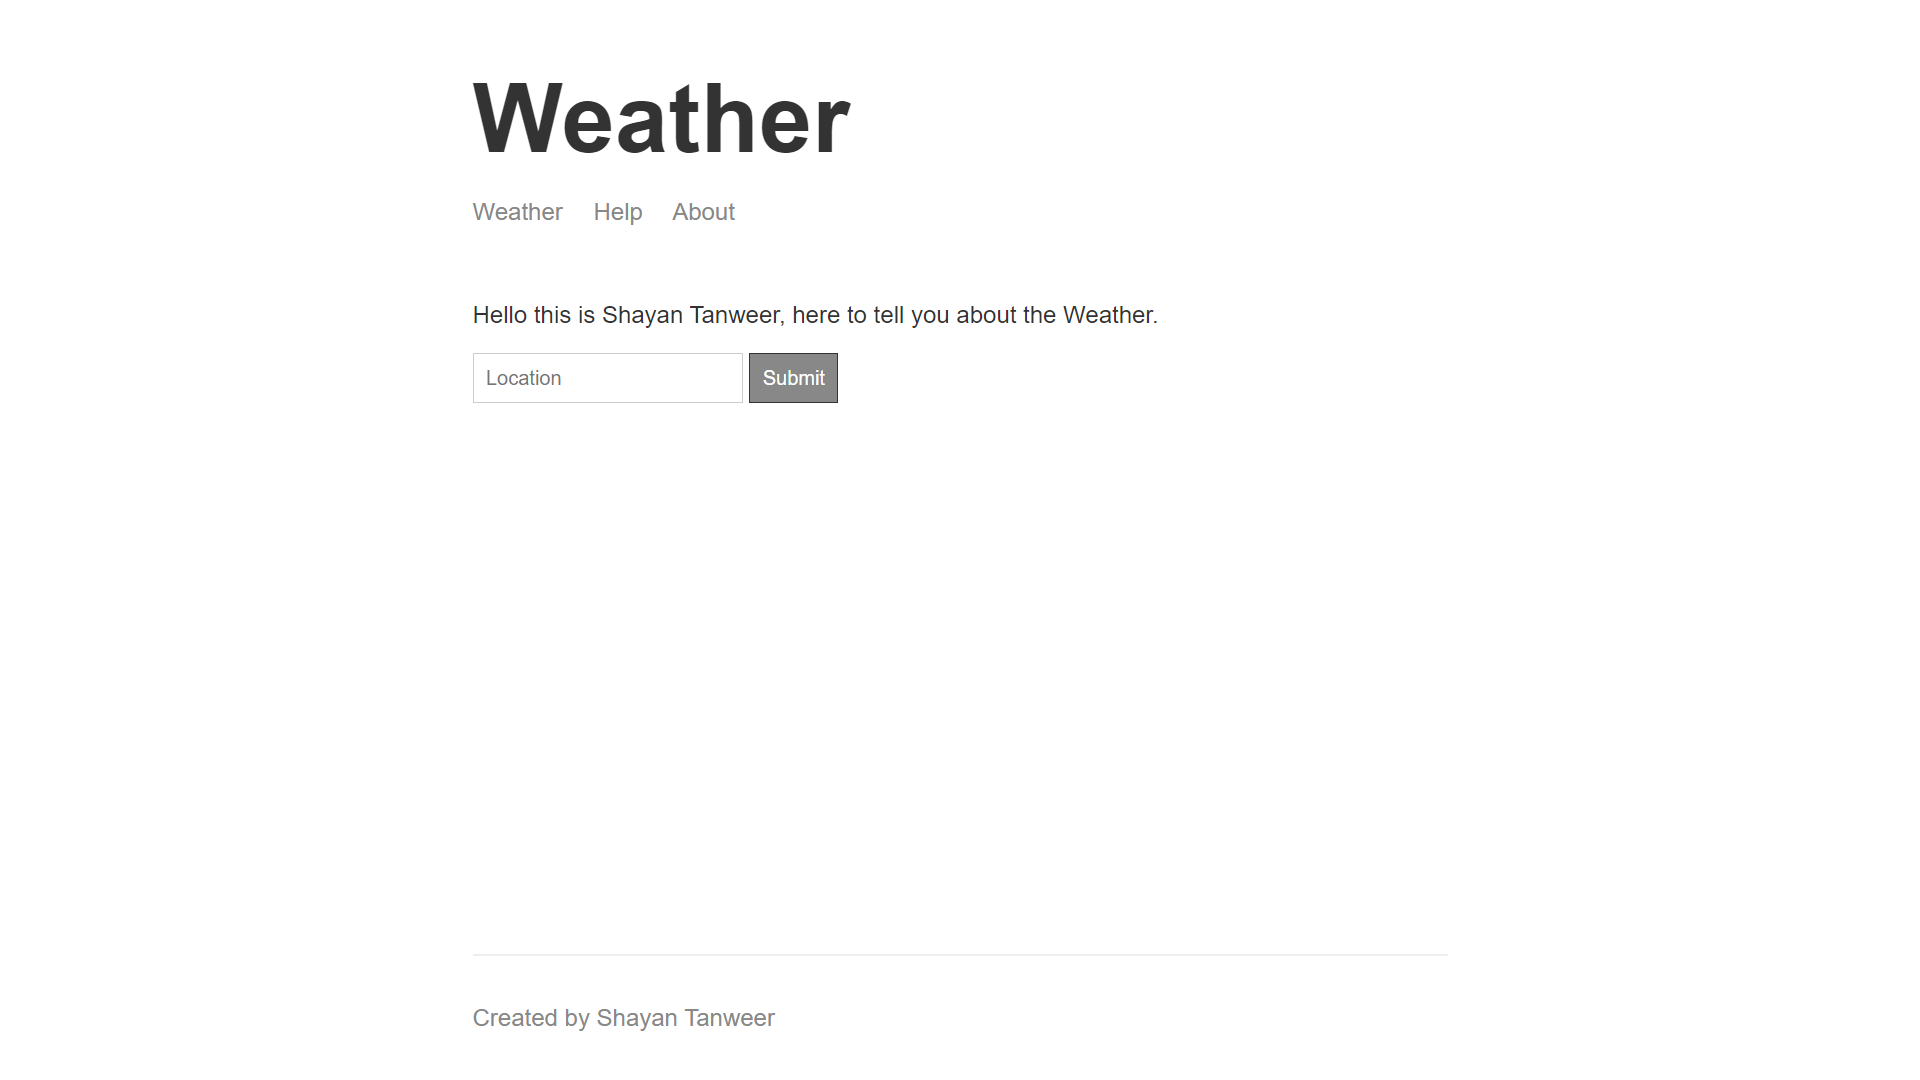 Weather
Weather Help About
Hello this is Shayan Tanweer, here to tell you about the Weather.
Location Submit
Created by Shayan Tanweer